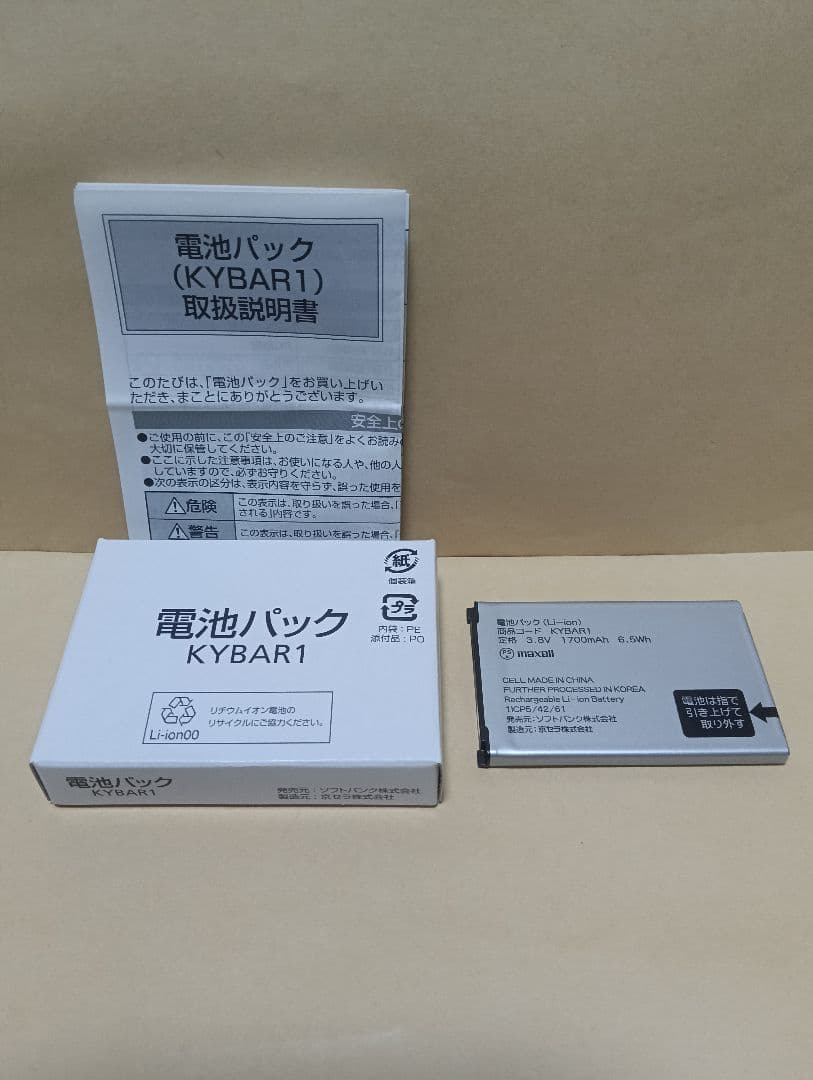 電池パック
(KYBAR1)
取扱説明書
このたびは、「電池パック」をお買い上げい
ただき、まことにありがとうございます。
安全上の
●ご使用の前に、この「安全上のご注意」をよくお読み
大切に保管してください。
●ここに示した注意事項は、お使いになる人や、他の人
していますので、必ずお守りください。
●次の表示の区分は、表示内容を守らず、誤った使用を
危険
この表示は、取り扱いを誤った場合、「
される」内容です。
警告
この表示は、取り扱いを誤った場合、
紙
個装箱
プラ
内袋：PE
添付品：PO
電池パック
KYBAR1
Li-ion00
リチウムイオン電池の
リサイクルにご協力ください。
電池パック
KYBAR1
発売元：ソフトバンク株式会社
製造元：京セラ株式会社
電池パック (Li-ion)
商品コード KYBAR1
定格 3.8V 1700mAh 6.5Wh
PS E maxell
CELL MADE IN CHINA
FURTHER PROCESSED IN KOREA
Rechargeable Li-ion Battery
1ICP5/42/61
発売元：ソフトバンク株式会社
製造元：京セラ株式会社
電池は指で
引き上げて
取り外す